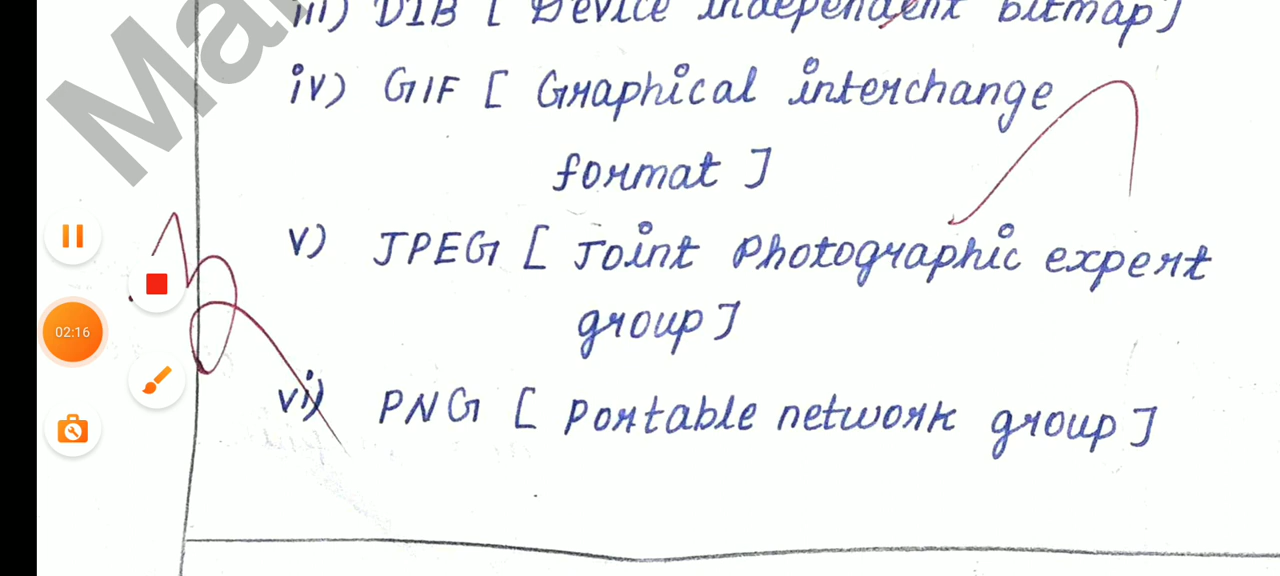 iii) DIB [ Device independent bitmap]
iv) GIF [ Graphical interchange
format ]
v) JPEG [ Joint Photographic expert
group]
vi) PNG [ Portable network group ]
02:16
Ma